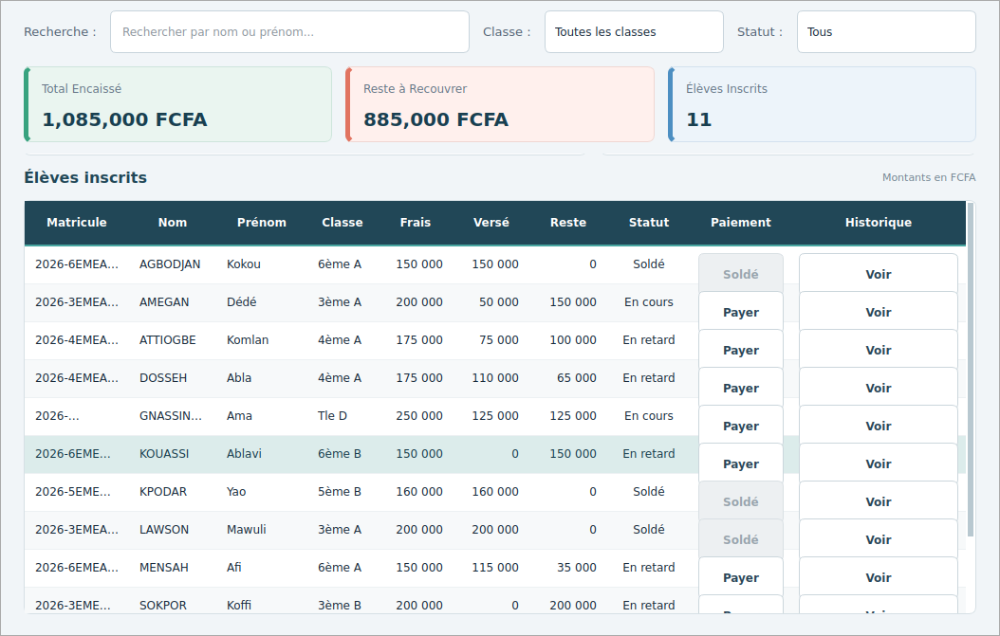 Recherche : Rechercher par nom ou prénom... Classe : Toutes les classes Statut : Tous
Total Encaissé Reste à Recouvrer Élèves Inscrits
1,085,000 FCFA 885,000 FCFA 11
Élèves inscrits Montants en FCFA
Matricule Nom Prénom Classe Frais Versé Reste Statut Paiement Historique
2026-6EMEA... AGBODJAN Kokou 6ème A 150 000 150 000 0 Soldé Soldé Voir
2026-3EMEA... AMEGAN Dédé 3ème A 200 000 50 000 150 000 En cours Payer Voir
2026-4EMEA... ATTIOGBE Komlan 4ème A 175 000 75 000 100 000 En retard Payer Voir
2026-4EMEA... DOSSEH Abla 4ème A 175 000 110 000 65 000 En retard Payer Voir
2026-... GNASSIN... Ama Tle D 250 000 125 000 125 000 En cours Payer Voir
2026-6EME... KOUASSI Ablavi 6ème B 150 000 0 150 000 En retard Payer Voir
2026-5EME... KPODAR Yao 5ème B 160 000 160 000 0 Soldé Soldé Voir
2026-3EMEA... LAWSON Mawuli 3ème A 200 000 200 000 0 Soldé Soldé Voir
2026-6EMEA... MENSAH Afi 6ème A 150 000 115 000 35 000 En retard Payer Voir
2026-3EME... SOKPOR Koffi 3ème B 200 000 0 200 000 En retard